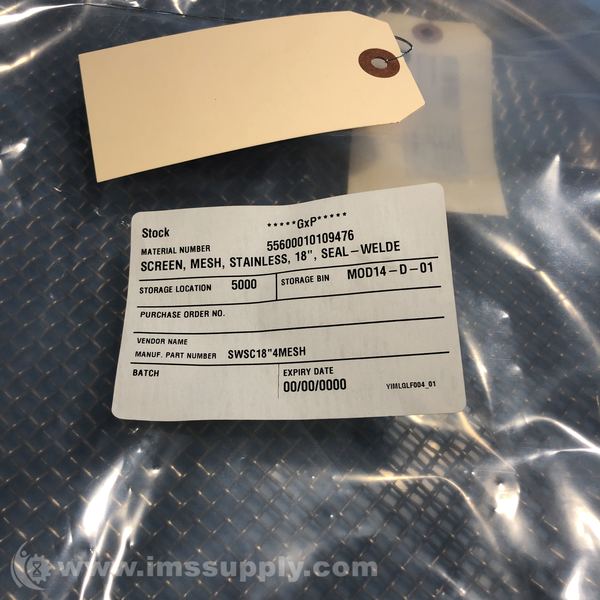 Stock *****GxP*****
MATERIAL NUMBER 55600010109476
SCREEN, MESH, STAINLESS, 18", SEAL-WELDE
STORAGE LOCATION 5000 STORAGE BIN MOD14-D-01
PURCHASE ORDER NO.
VENDOR NAME
MANUF. PART NUMBER SWSC18"4MESH
BATCH EXPIRY DATE
00/00/0000 YIMLGLF004_01
www.imssupply.com